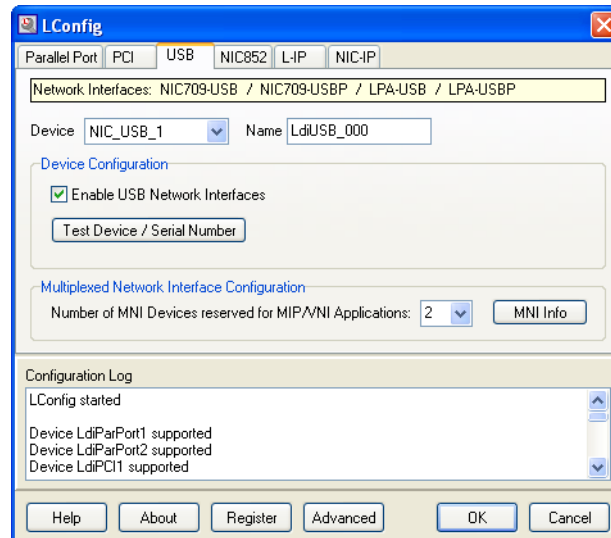 LConfig
Parallel Port PCI USB NIC852 L-IP NIC-IP
Network Interfaces: NIC709-USB / NIC709-USBP / LPA-USB / LPA-USBP
Device NIC_USB_1 Name LdiUSB_000
Device Configuration
Enable USB Network Interfaces
Test Device / Serial Number
Multiplexed Network Interface Configuration
Number of MNI Devices reserved for MIP/VNI Applications: 2 MNI Info
Configuration Log
LConfig started
Device LdiParPort1 supported
Device LdiParPort2 supported
Device LdiPCI1 supported
Help About Register Advanced OK Cancel